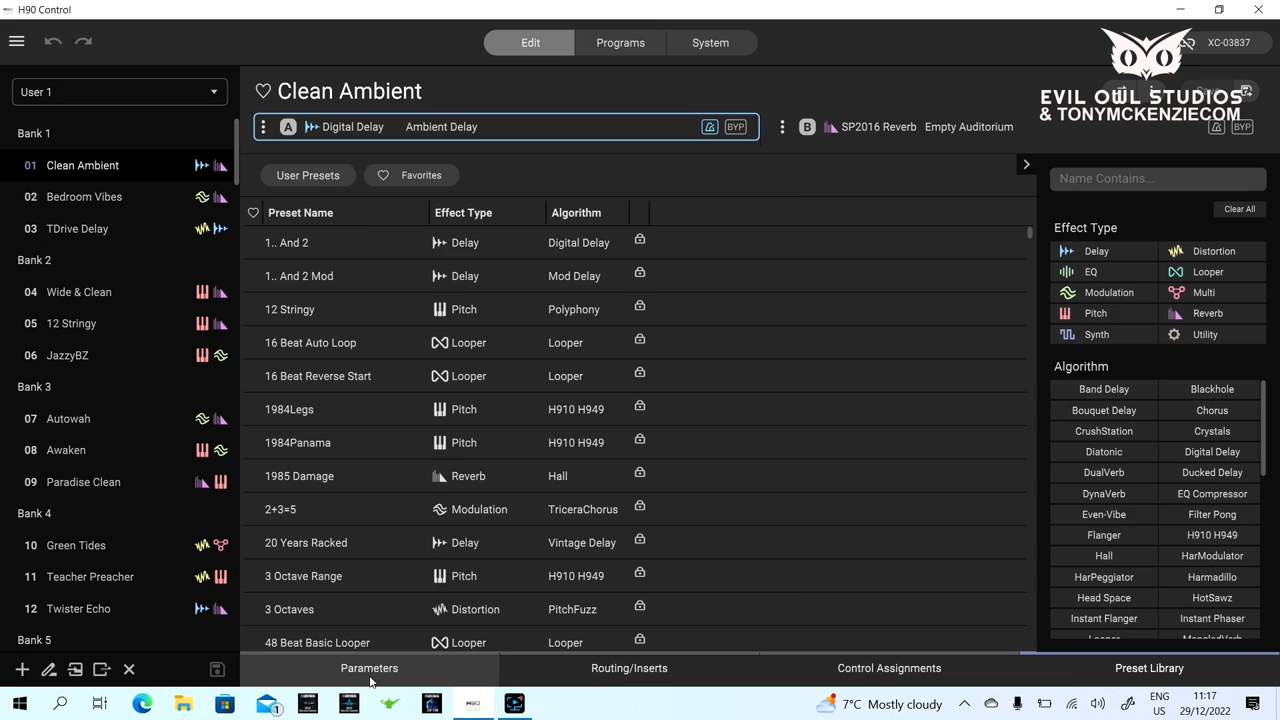 H90 Control
Edit
Programs
System
XC-03837
User 1
Clean Ambient
EVIL OWL STUDIOS
& TONYMCKENZIECOM
A Digital Delay Ambient Delay BYP
B SP2016 Reverb Empty Auditorium BYP
Bank 1
01 Clean Ambient
02 Bedroom Vibes
03 TDrive Delay
Bank 2
04 Wide & Clean
05 12 Stringy
06 JazzyBZ
Bank 3
07 Autowah
08 Awaken
09 Paradise Clean
Bank 4
10 Green Tides
11 Teacher Preacher
12 Twister Echo
Bank 5
User Presets
Favorites
Preset Name Effect Type Algorithm
1.. And 2 Delay Digital Delay
1.. And 2 Mod Delay Mod Delay
12 Stringy Pitch Polyphony
16 Beat Auto Loop Looper Looper
16 Beat Reverse Start Looper Looper
1984Legs Pitch H910 H949
1984Panama Pitch H910 H949
1985 Damage Reverb Hall
2+3=5 Modulation TriceraChorus
20 Years Racked Delay Vintage Delay
3 Octave Range Pitch H910 H949
3 Octaves Distortion PitchFuzz
48 Beat Basic Looper Looper Looper
Name Contains...
Clear All
Effect Type
Delay Distortion
EQ Looper
Modulation Multi
Pitch Reverb
Synth Utility
Algorithm
Band Delay Blackhole
Bouquet Delay Chorus
CrushStation Crystals
Diatonic Digital Delay
DualVerb Ducked Delay
DynaVerb EQ Compressor
Even-Vibe Filter Pong
Flanger H910 H949
Hall HarModulator
HarPeggiator Harmadillo
Head Space HotSawz
Instant Flanger Instant Phaser
Looper MangledVerb
Parameters
Routing/Inserts
Control Assignments
Preset Library
1
7°C Mostly cloudy
ENG
US
11:17
29/12/2022